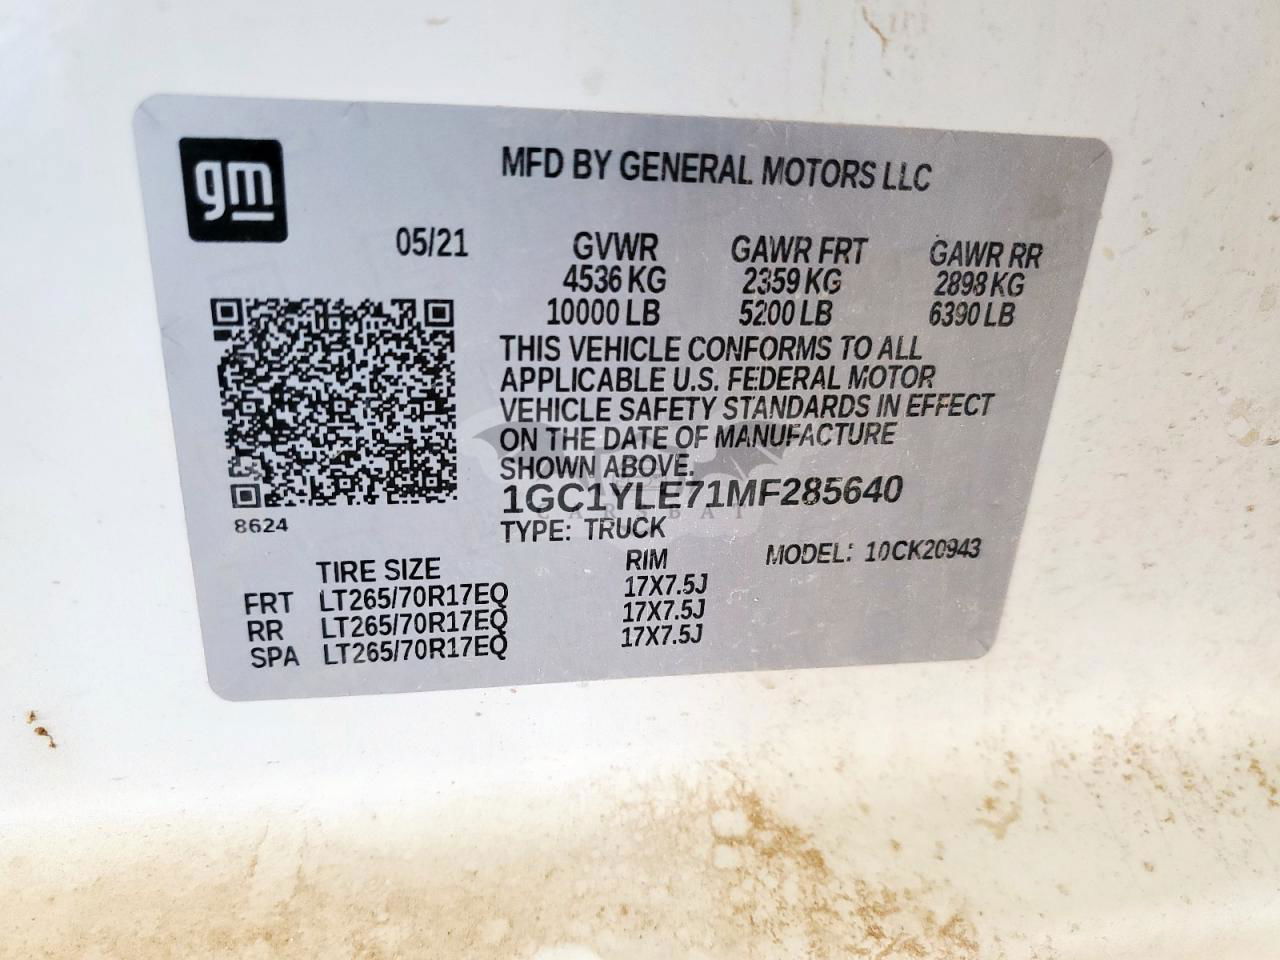 gm
MFD BY GENERAL MOTORS LLC
05/21
GVWR GAWR FRT GAWR RR
4536 KG 2359 KG 2898 KG
10000 LB 5200 LB 6390 LB
THIS VEHICLE CONFORMS TO ALL
APPLICABLE U.S. FEDERAL MOTOR
VEHICLE SAFETY STANDARDS IN EFFECT
ON THE DATE OF MANUFACTURE
SHOWN ABOVE.
1GC1YLE71MF285640
CARSBAT
8624
TYPE: TRUCK
MODEL: 10CK20943
TIRE SIZE RIM
FRT LT265/70R17EQ 17X7.5J
RR LT265/70R17EQ 17X7.5J
SPA LT265/70R17EQ 17X7.5J